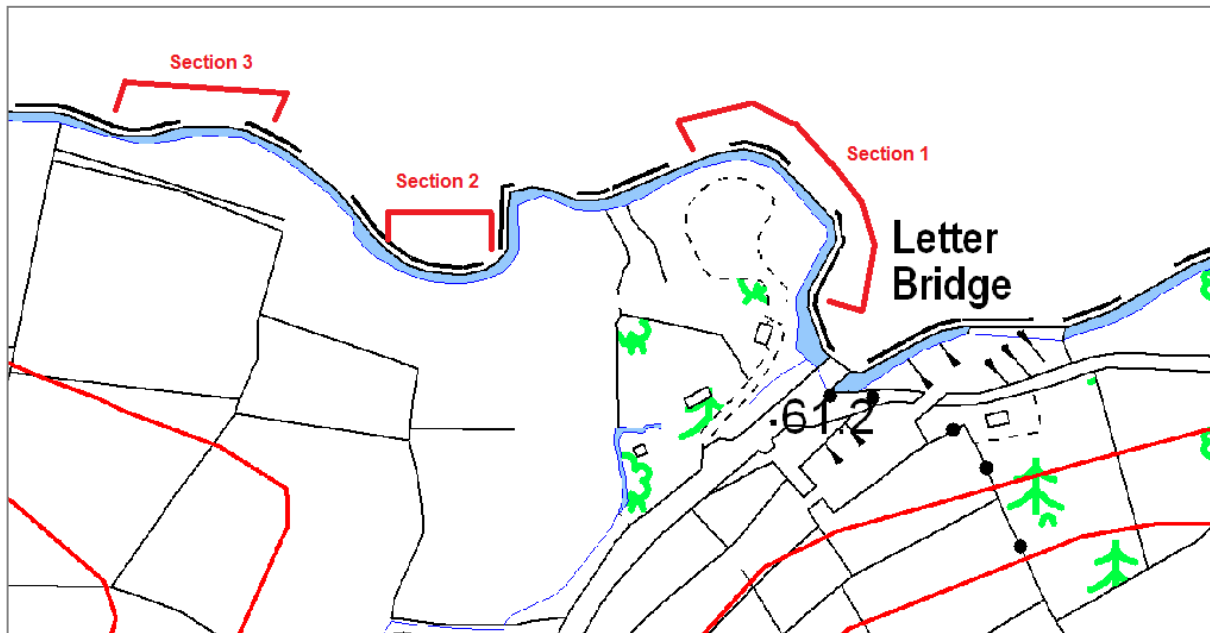 Section 3
Section 2
Section 1
Letter
Bridge
.61.2